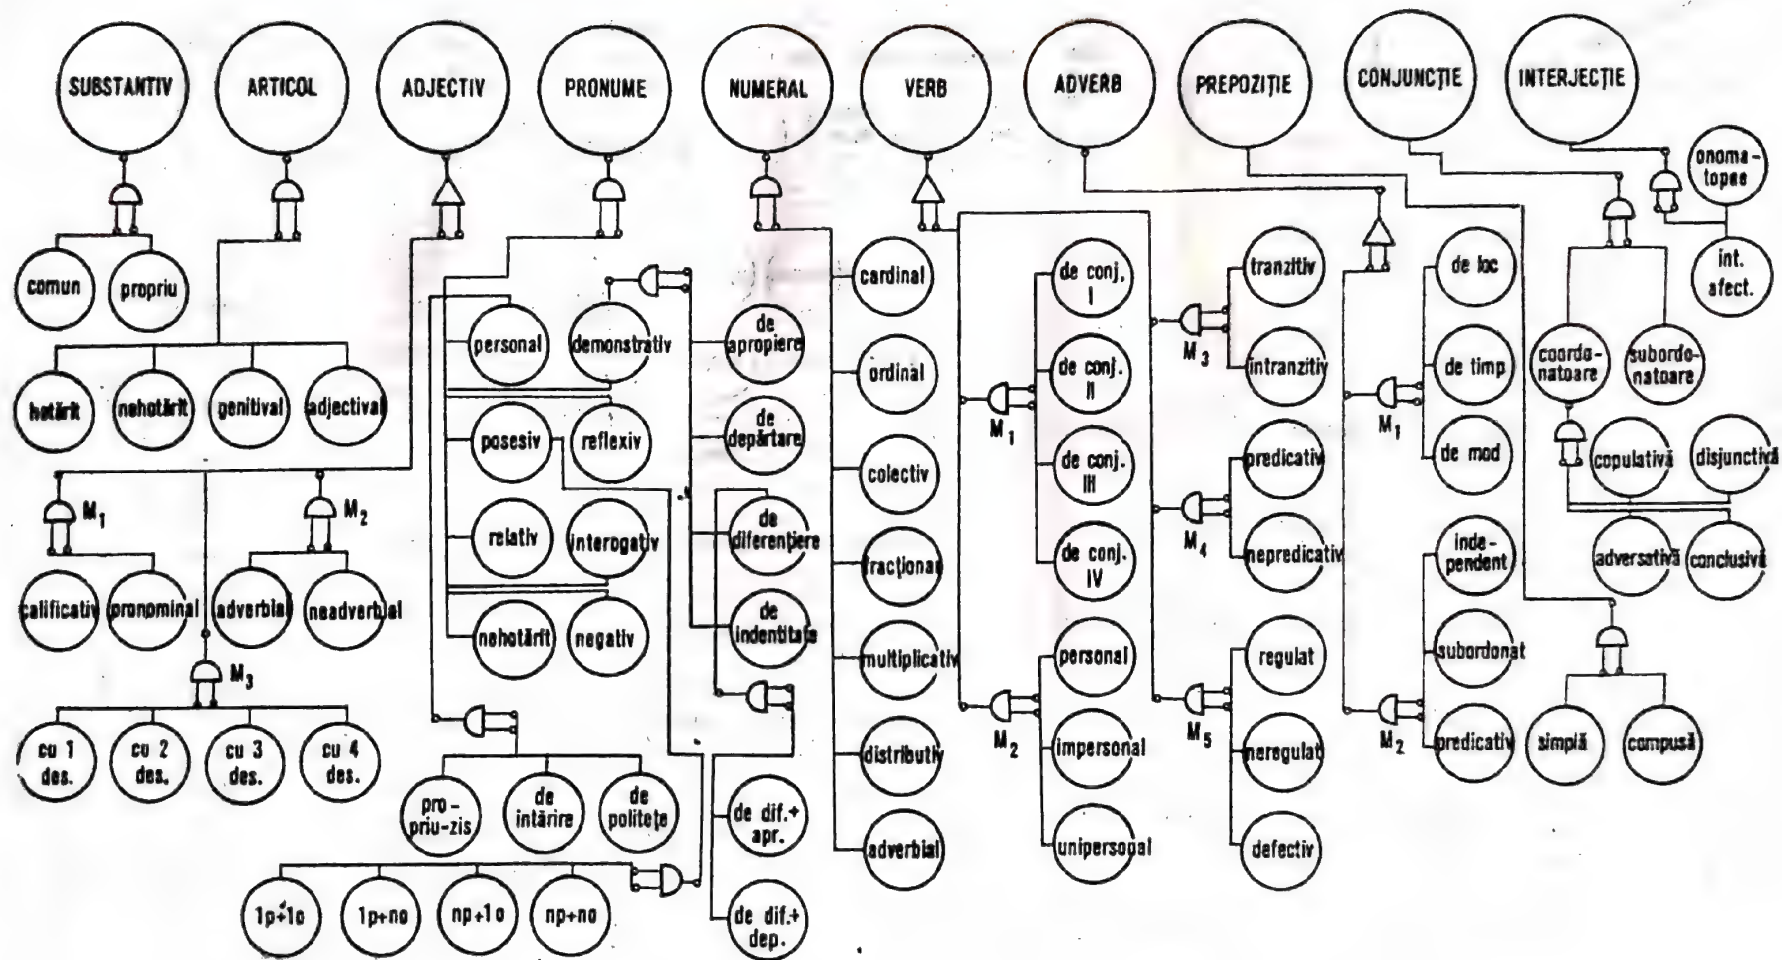 SUBSTANTIV
ARTICOL
ADJECTIV
PRONUME
NUMERAL
VERB
ADVERB
PREPOZIŢIE
CONJUNCŢIE
INTERJECŢIE
comun
propriu
hotărît
nehotărît
genitival
adjectival
M1
M2
calificativ
pronominal
adverbial
neadverbial
M3
cu 1
des.
cu 2
des.
cu 3
des.
cu 4
des.
personal
demonstrativ
posesiv
reflexiv
relativ
interogativ
nehotărît
negativ
pro-
priu-zis
de
întărire
de
politeţe
1p+1o
1p+no
np+1o
np+no
de
apropiere
de
depărtare
de
diferenţiere
de
indentitate
de dif.+
apr.
de dif.+
dep.
cardinal
ordinal
colectiv
fracţionar
multiplicativ
distributiv
adverbial
de conj.
I
de conj.
II
M1
de conj.
III
de conj.
IV
personal
M2
impersonal
unipersonal
tranzitiv
M3
intranzitiv
predicativ
M4
nepredicativ
regulat
M5
neregulat
defectiv
de loc
de timp
M1
de mod
inde-
pendent
subordonat
M2
predicativ
coordo-
natoare
subordo-
natoare
copulativă
disjunctivă
adversativă
conclusivă
simplă
compusă
onoma-
topee
int.
afect.